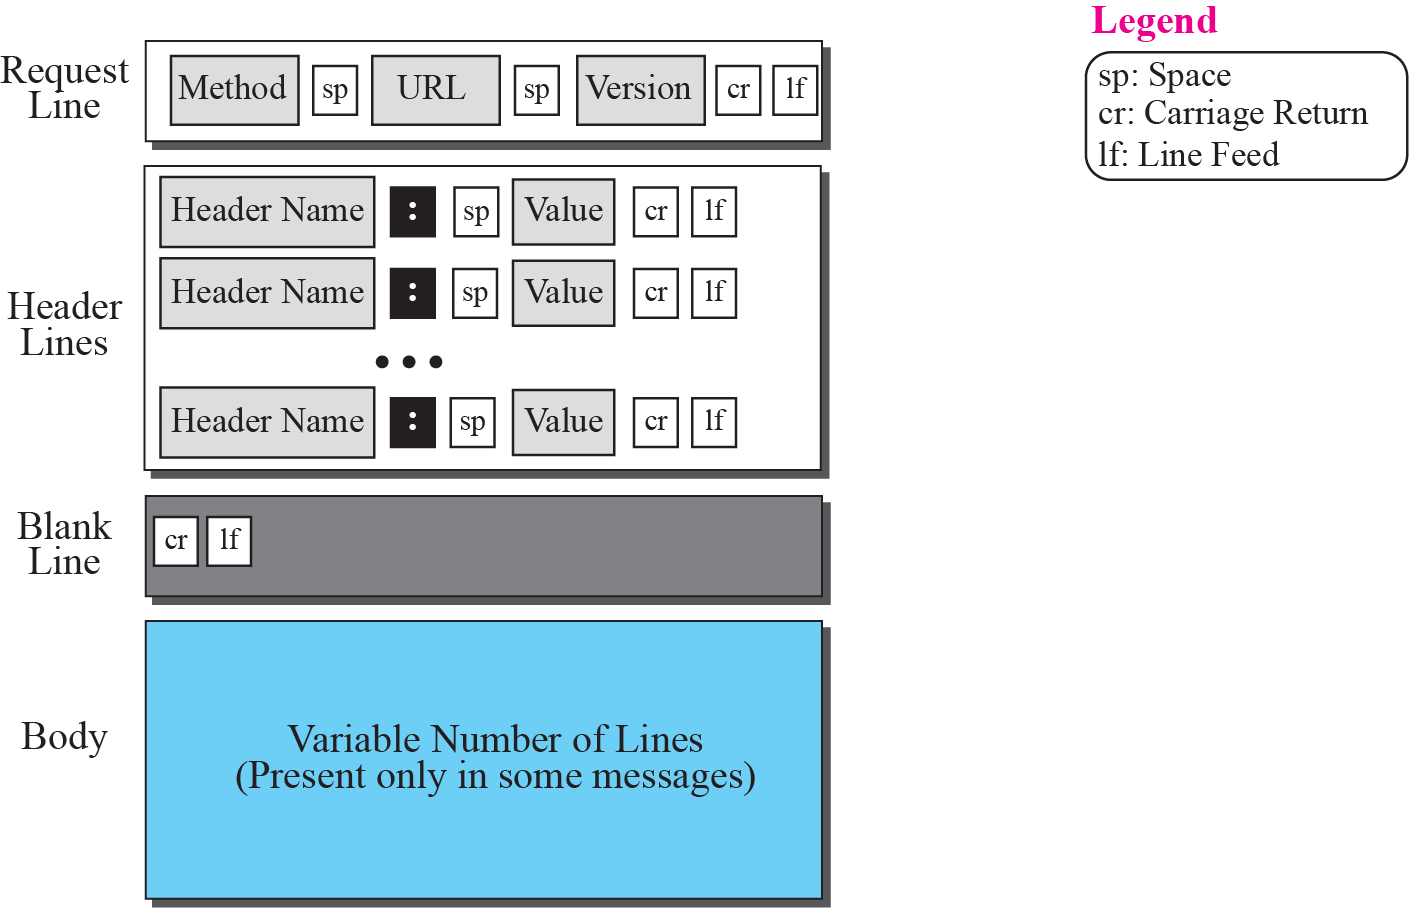 Legend
sp: Space
cr: Carriage Return
lf: Line Feed
Request
Line
Method sp URL sp Version cr lf
Header
Lines
Header Name : sp Value cr lf
Header Name : sp Value cr lf
•••
Header Name : sp Value cr lf
Blank
Line
cr lf
Body
Variable Number of Lines
(Present only in some messages)